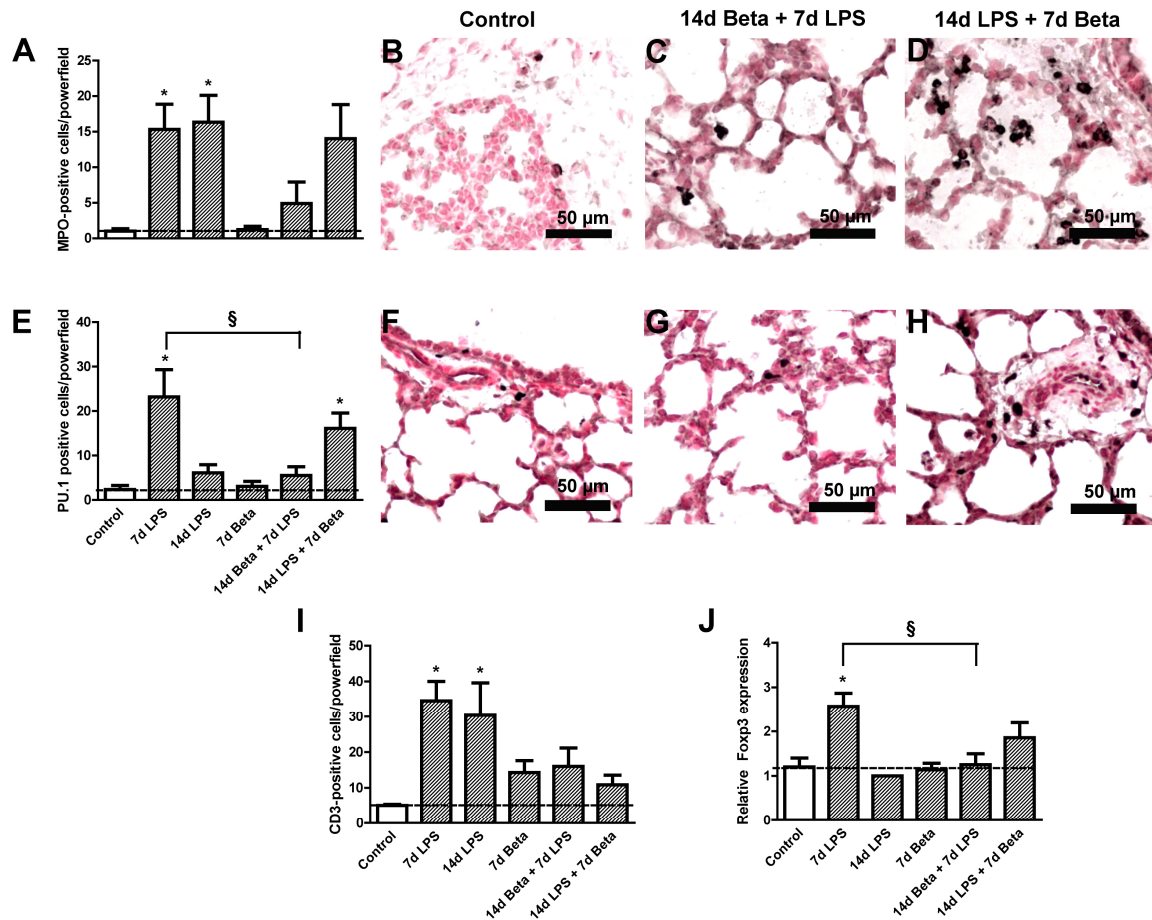 Control
14d Beta + 7d LPS
14d LPS + 7d Beta
A
MPO-positive cells/powerfield
25
20
15
10
5
0
*
*
B
50 µm
C
50 µm
D
50 µm
E
PU.1 positive cells/powerfield
40
30
20
10
0
*
§
*
Control
7d LPS
14d LPS
7d Beta
14d Beta + 7d LPS
14d LPS + 7d Beta
F
50 µm
G
50 µm
H
50 µm
I
CD3-positive cells/powerfield
50
40
30
20
10
0
*
*
Control
7d LPS
14d LPS
7d Beta
14d Beta + 7d LPS
14d LPS + 7d Beta
J
Relative Foxp3 expression
4
3
2
1
0
*
§
Control
7d LPS
14d LPS
7d Beta
14d Beta + 7d LPS
14d LPS + 7d Beta